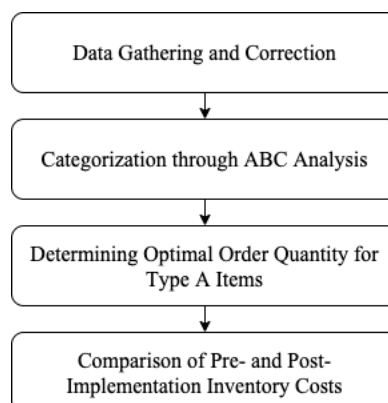 Data Gathering and Correction
Categorization through ABC Analysis
Determining Optimal Order Quantity for
Type A Items
Comparison of Pre- and Post-
Implementation Inventory Costs